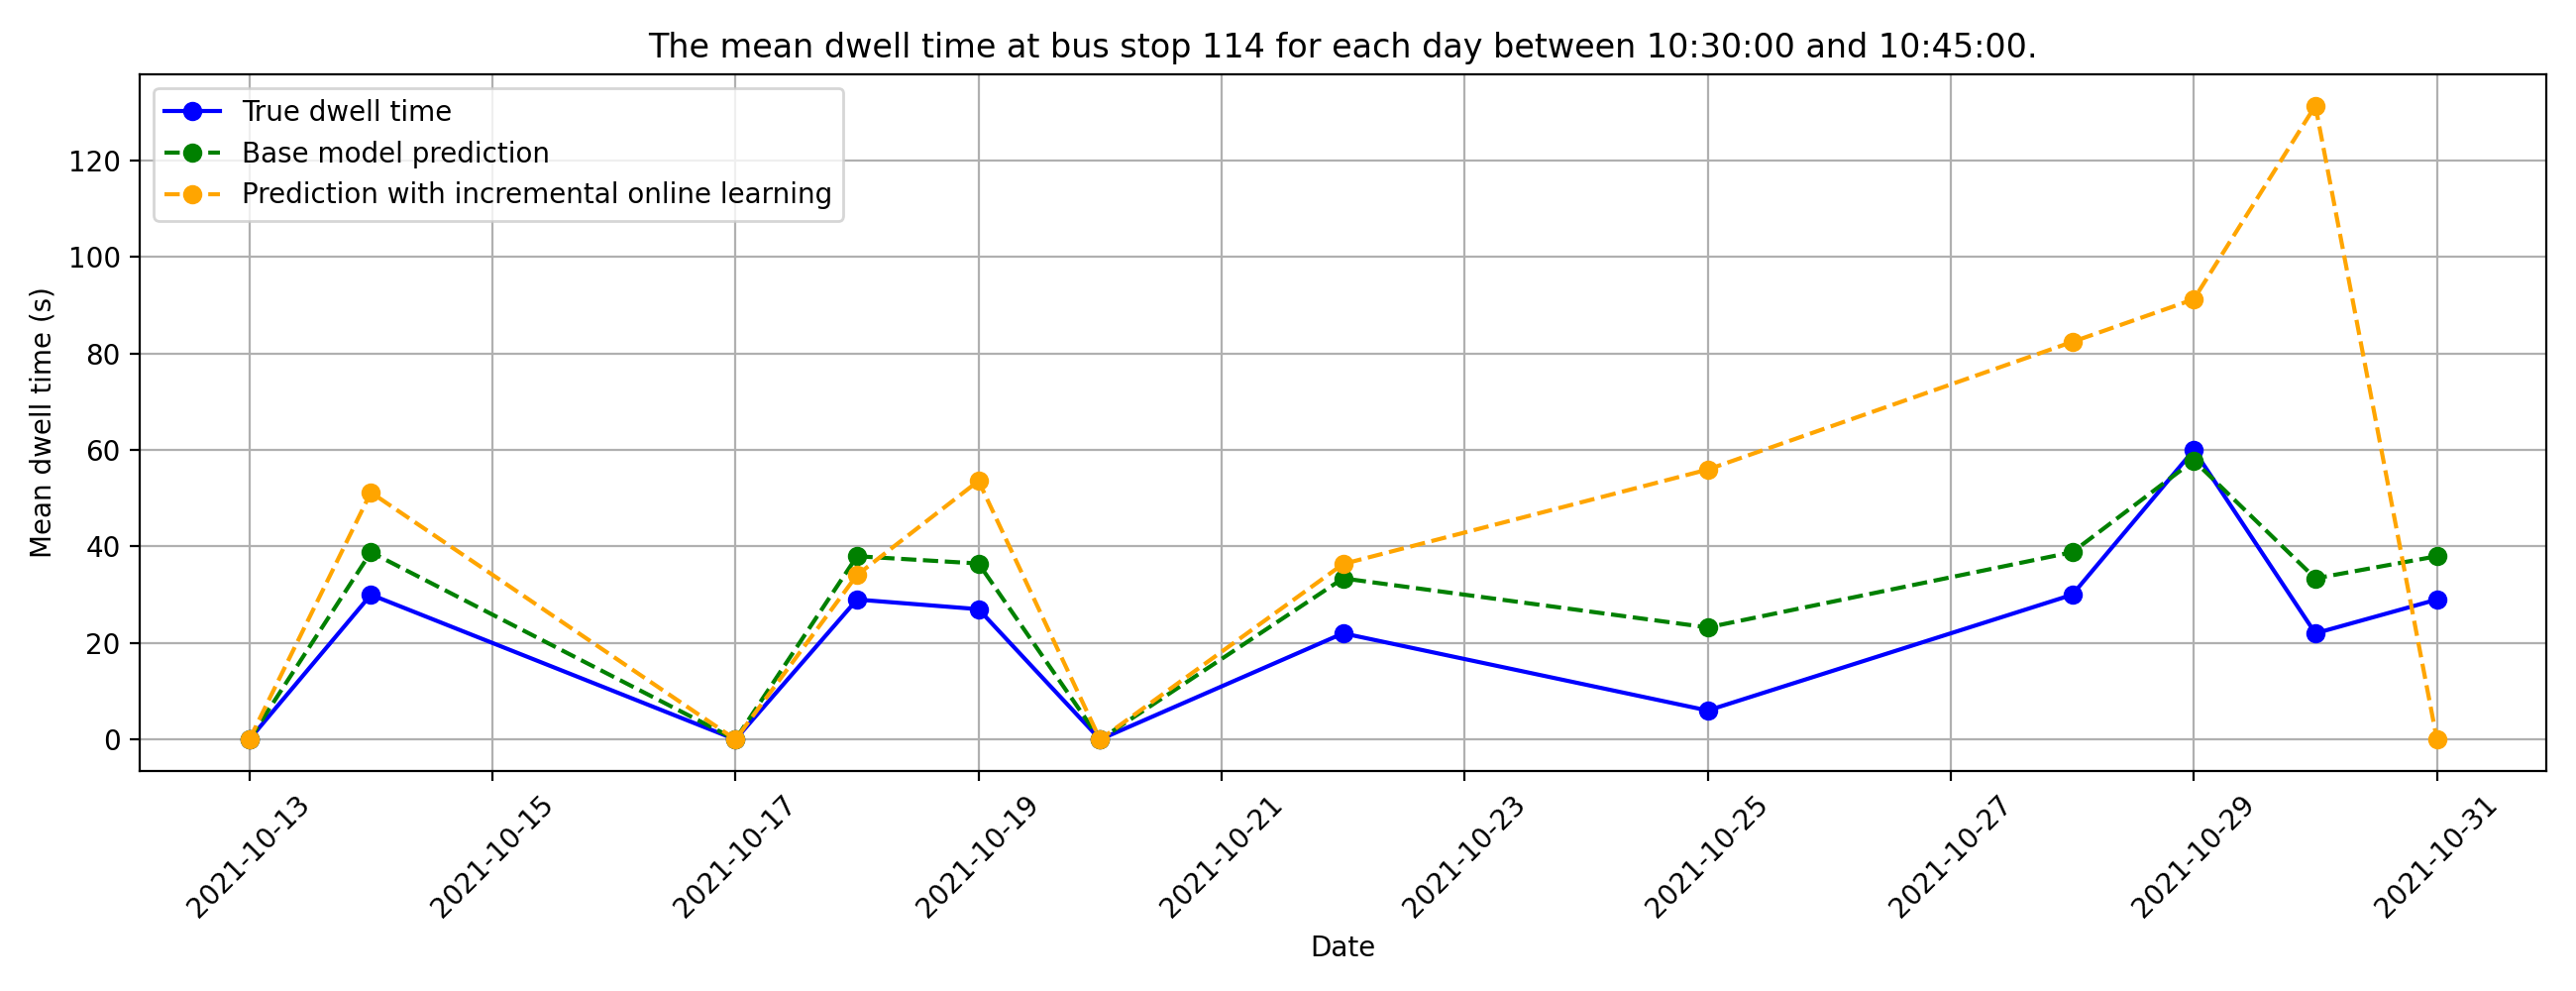 The mean dwell time at bus stop 114 for each day between 10:30:00 and 10:45:00.
True dwell time
Base model prediction
Prediction with incremental online learning
Mean dwell time (s)
120
100
80
60
40
20
0
2021-10-13
2021-10-15
2021-10-17
2021-10-19
2021-10-21
2021-10-23
2021-10-25
2021-10-27
2021-10-29
2021-10-31
Date